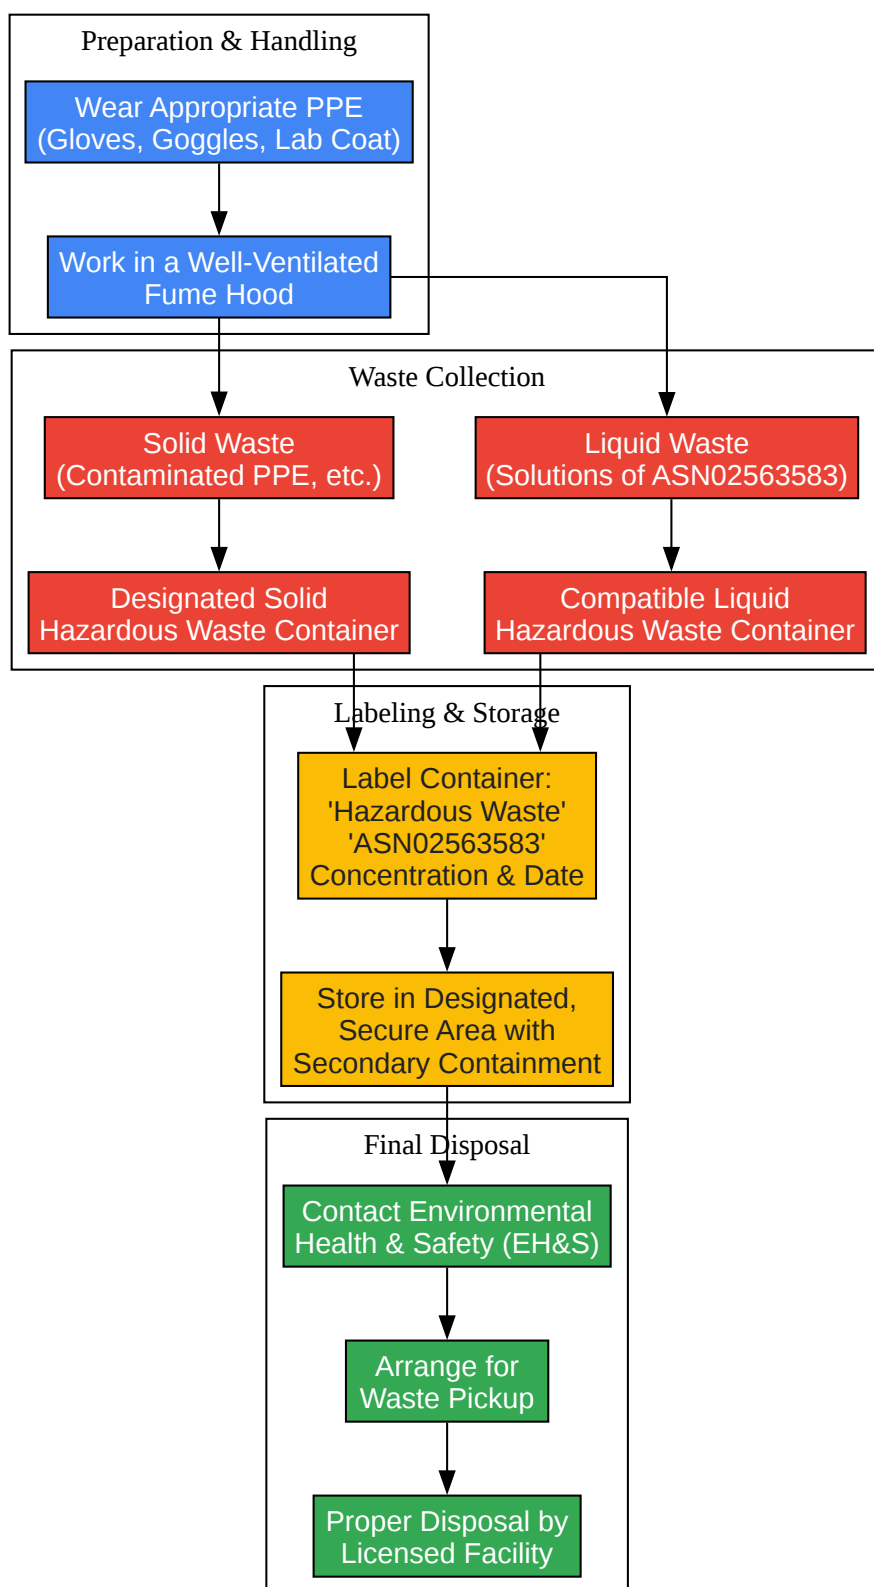 Preparation & Handling
Wear Appropriate PPE
(Gloves, Goggles, Lab Coat)
Work in a Well-Ventilated
Fume Hood
Waste Collection
Solid Waste
(Contaminated PPE, etc.)
Liquid Waste
(Solutions of ASN02563583)
Designated Solid
Hazardous Waste Container
Compatible Liquid
Hazardous Waste Container
Labeling & Storage
Label Container:
'Hazardous Waste'
'ASN02563583'
Concentration & Date
Store in Designated,
Secure Area with
Secondary Containment
Final Disposal
Contact Environmental
Health & Safety (EH&S)
Arrange for
Waste Pickup
Proper Disposal by
Licensed Facility